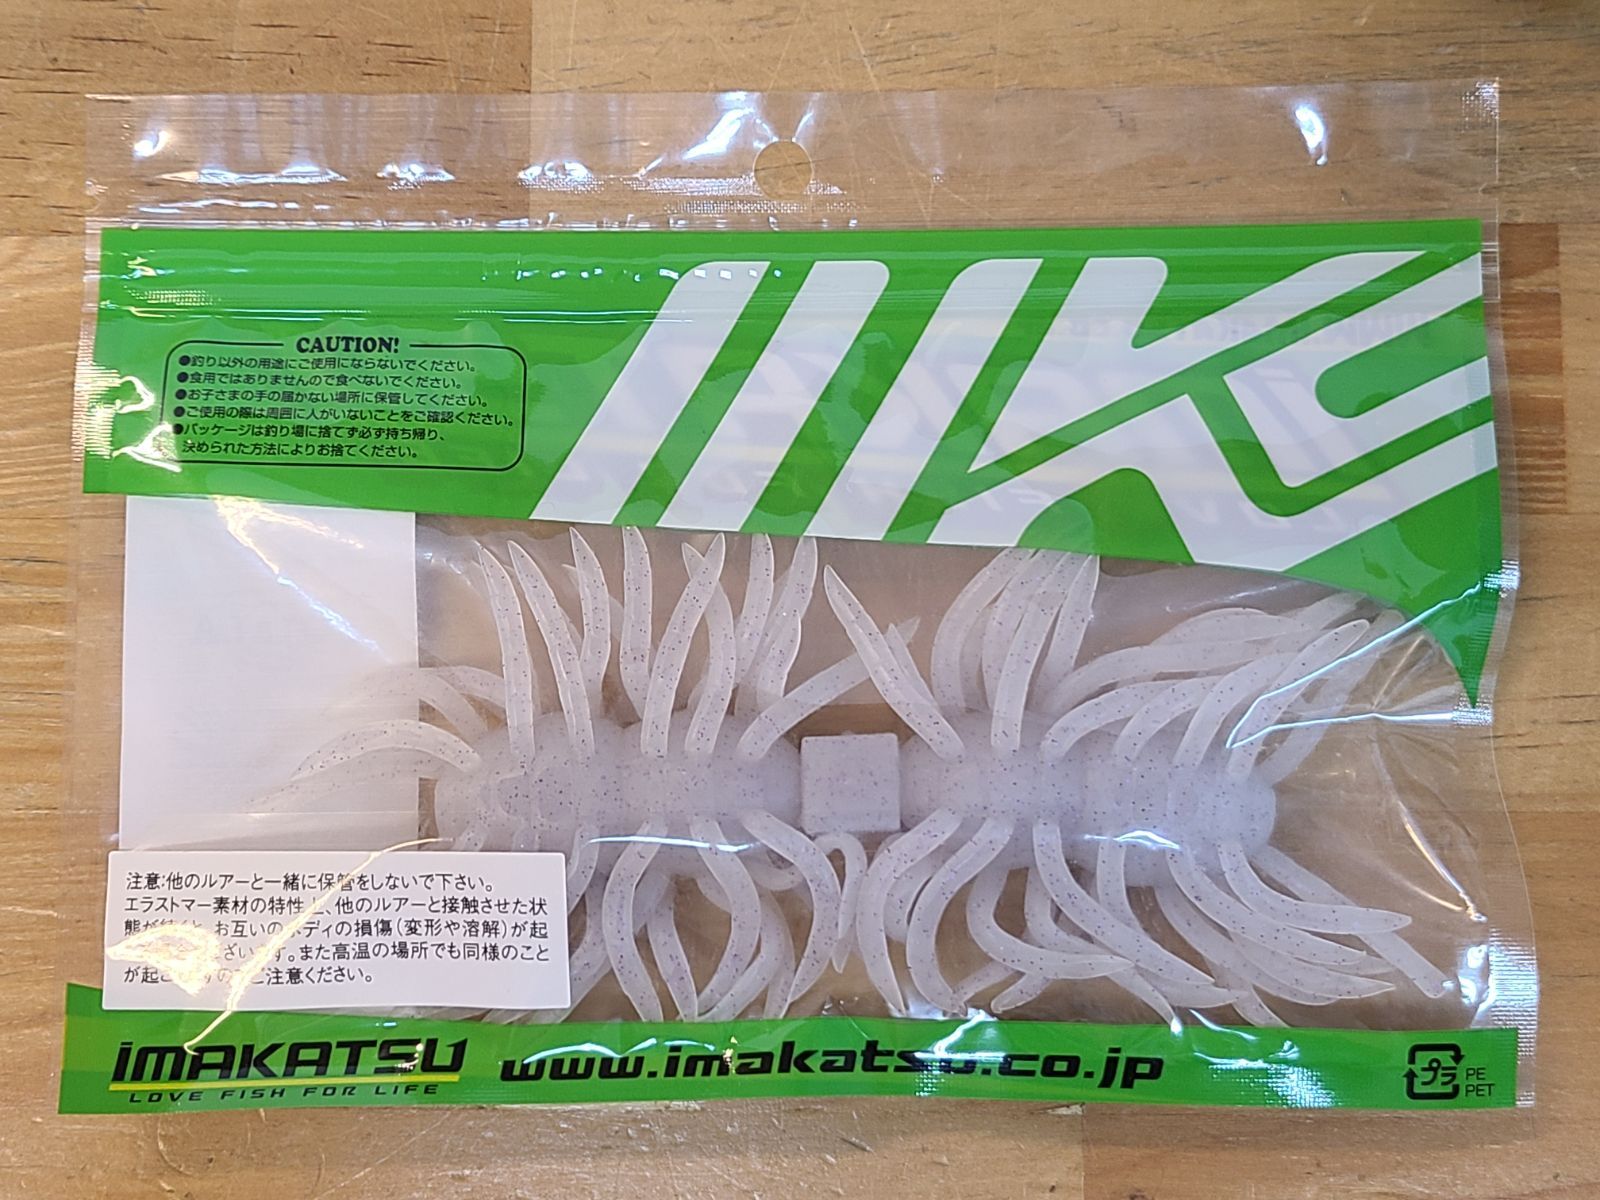 CAUTION!
●釣り以外の用途にご使用にならないでください。
●食用ではありませんので食べないでください。
●お子さまの手の届かない場所に保管してください。
●ご使用の際は周囲に人がいないことをご確認ください。
●パッケージは釣り場に捨てず必ず持ち帰り、
決められた方法によりお捨てください。
注意:他のルアーと一緒に保管をしないで下さい。
エラストマー素材の特性上、他のルアーと接触させた状
態が続くと、お互いのボディの損傷(変形や溶解)が起
ざいます。また高温の場所でも同様のこと
が起こ ご注意ください。
iMAKATSU
LOVE FISH FOR LIFE
www.imakatsu.co.jp
プラ
PE
PET